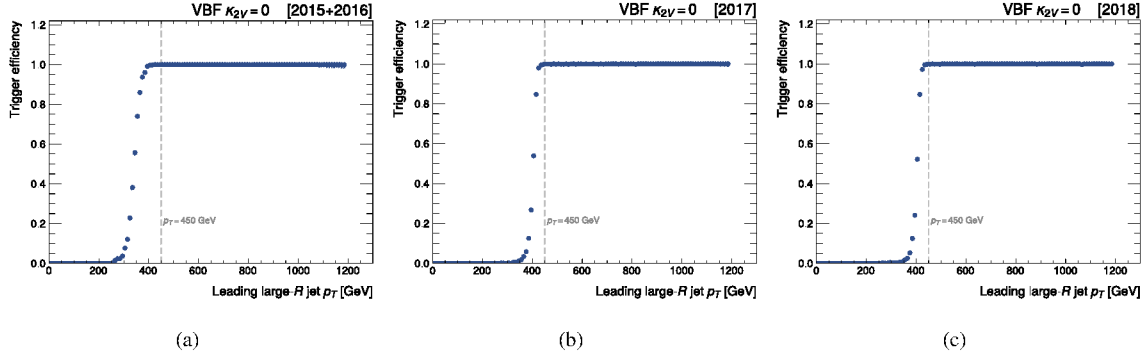 VBF κ2V = 0 [2015+2016]
Trigger efficiency
1.2
1.0
0.8
0.6
0.4
0.2
0.0
pT = 450 GeV
0 200 400 600 800 1000 1200
Leading large-R jet pT [GeV]
(a)
VBF κ2V = 0 [2017]
Trigger efficiency
1.2
1.0
0.8
0.6
0.4
0.2
0.0
pT = 450 GeV
0 200 400 600 800 1000 1200
Leading large-R jet pT [GeV]
(b)
VBF κ2V = 0 [2018]
Trigger efficiency
1.2
1.0
0.8
0.6
0.4
0.2
0.0
pT = 450 GeV
0 200 400 600 800 1000 1200
Leading large-R jet pT [GeV]
(c)